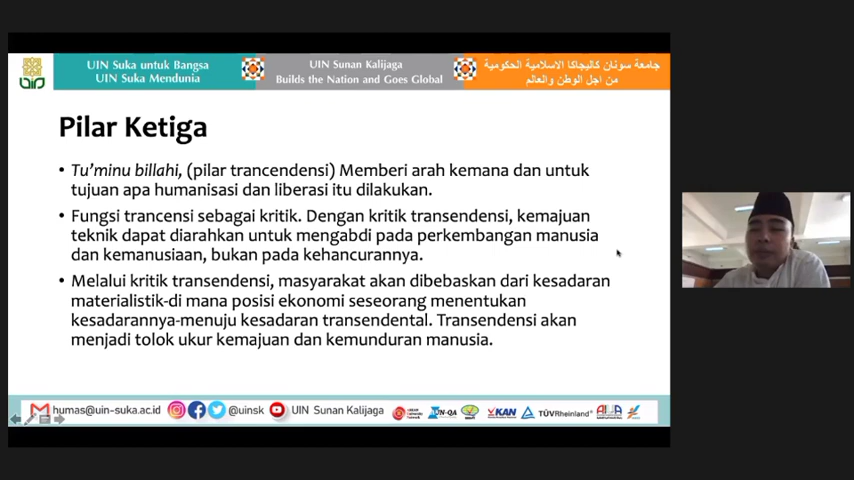 UIN Suka untuk Bangsa
UIN Suka Mendunia
UIN Sunan Kalijaga
Builds the Nation and Goes Global
جامعة سونان كاليجاكا الاسلامية الحكومية
من اجل الوطن والعالم
Pilar Ketiga
• Tu'minu billahi, (pilar trancendensi) Memberi arah kemana dan untuk
tujuan apa humanisasi dan liberasi itu dilakukan.
• Fungsi trancensi sebagai kritik. Dengan kritik transendensi, kemajuan
teknik dapat diarahkan untuk mengabdi pada perkembangan manusia
dan kemanusiaan, bukan pada kehancurannya.
• Melalui kritik transendensi, masyarakat akan dibebaskan dari kesadaran
materialistik-di mana posisi ekonomi seseorang menentukan
kesadarannya-menuju kesadaran transendental. Transendensi akan
menjadi tolok ukur kemajuan dan kemunduran manusia.
humas@uin-suka.ac.id
@uinsk
UIN Sunan Kalijaga
UN-QA
KAN
TÜVRheinland